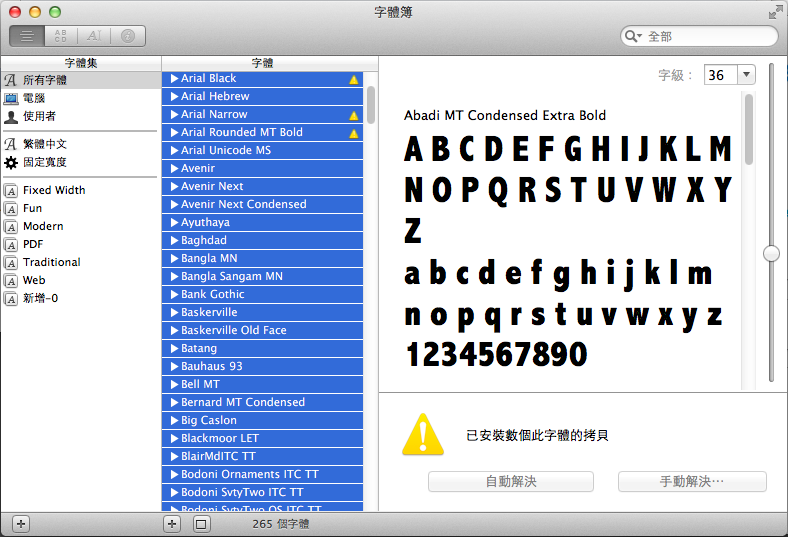 字體簿
全部
字體集
所有字體
電腦
使用者
繁體中文
固定寬度
Fixed Width
Fun
Modern
PDF
Traditional
Web
新增-0
字體
Arial Black
Arial Hebrew
Arial Narrow
Arial Rounded MT Bold
Arial Unicode MS
Avenir
Avenir Next
Avenir Next Condensed
Ayuthaya
Baghdad
Bangla MN
Bangla Sangam MN
Bank Gothic
Baskerville
Baskerville Old Face
Batang
Bauhaus 93
Bell MT
Bernard MT Condensed
Big Caslon
Blackmoor LET
BlairMdITC TT
Bodoni Ornaments ITC TT
Bodoni SvtyTwo ITC TT
Bodoni SvtyTwo OS ITC TT
265 個字體
字級： 36
Abadi MT Condensed Extra Bold
A B C D E F G H I J K L M
N O P Q R S T U V W X Y
Z
a b c d e f g h i j k l m
n o p q r s t u v w x y z
1234567890
已安裝數個此字體的拷貝
自動解決
手動解決⋯